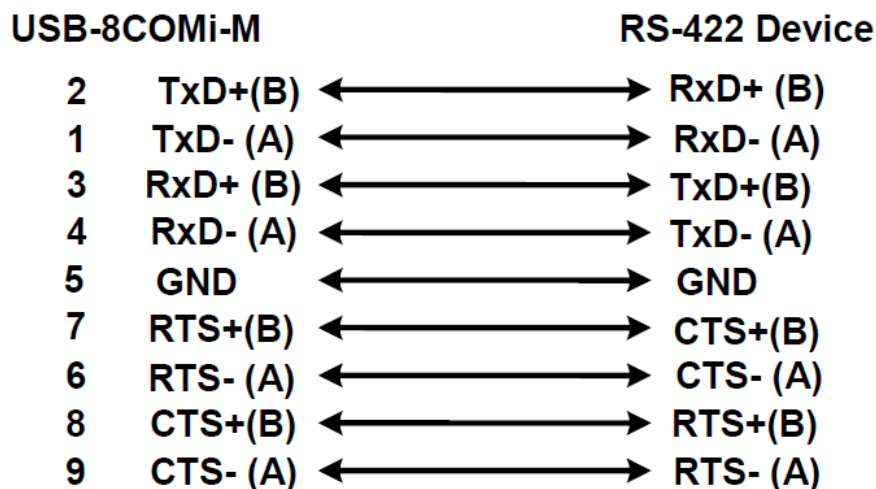 USB-8COMi-M RS-422 Device
2 TxD+(B) RxD+ (B)
1 TxD- (A) RxD- (A)
3 RxD+ (B) TxD+(B)
4 RxD- (A) TxD- (A)
5 GND GND
7 RTS+(B) CTS+(B)
6 RTS- (A) CTS- (A)
8 CTS+(B) RTS+(B)
9 CTS- (A) RTS- (A)